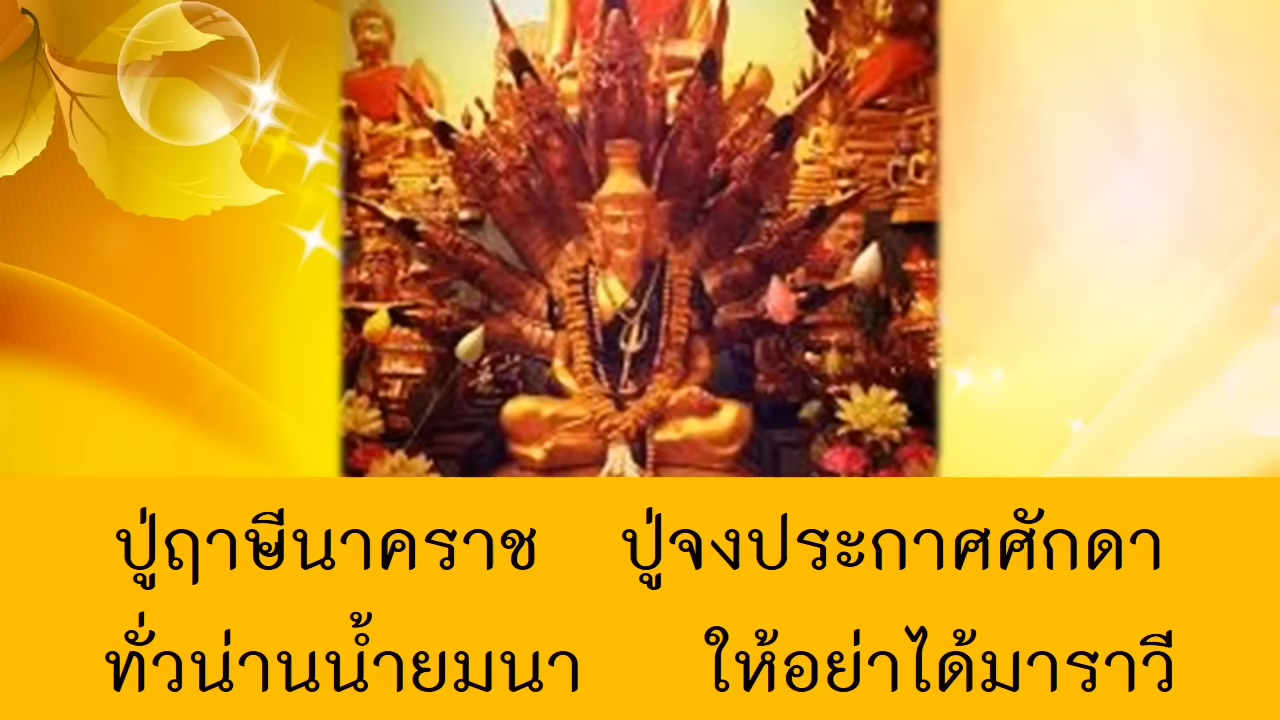 ปู่ฤาษีนาคราช ปู่จงประกาศศักดา
ทั่วน่านน้ำยมนา ให้อย่าได้มาราวี